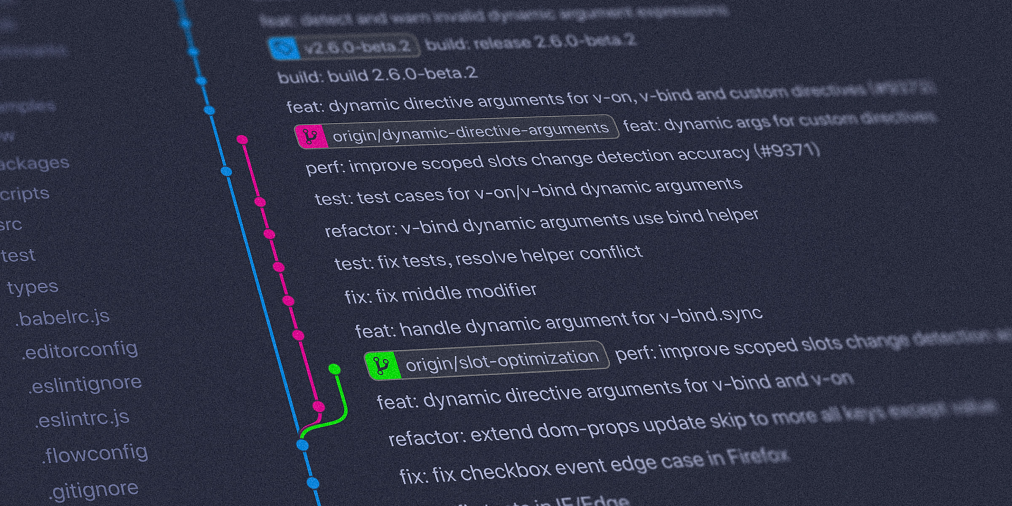 feat: detect and warn invalid dynamic argument expressions
v2.6.0-beta.2 build: release 2.6.0-beta.2
build: build 2.6.0-beta.2
feat: dynamic directive arguments for v-on, v-bind and custom directives (#9373)
origin/dynamic-directive-arguments feat: dynamic args for custom directives
perf: improve scoped slots change detection accuracy (#9371)
test: test cases for v-on/v-bind dynamic arguments
refactor: v-bind dynamic arguments use bind helper
test: fix tests, resolve helper conflict
fix: fix middle modifier
feat: handle dynamic argument for v-bind.sync
origin/slot-optimization perf: improve scoped slots change detection
feat: dynamic directive arguments for v-bind and v-on
refactor: extend dom-props update skip to more all keys except value
fix: fix checkbox event edge case in Firefox
tests in IE/Edge
amples
ackages
scripts
src
test
types
.babelrc.js
.editorconfig
.eslintignore
.eslintrc.js
.flowconfig
.gitignore